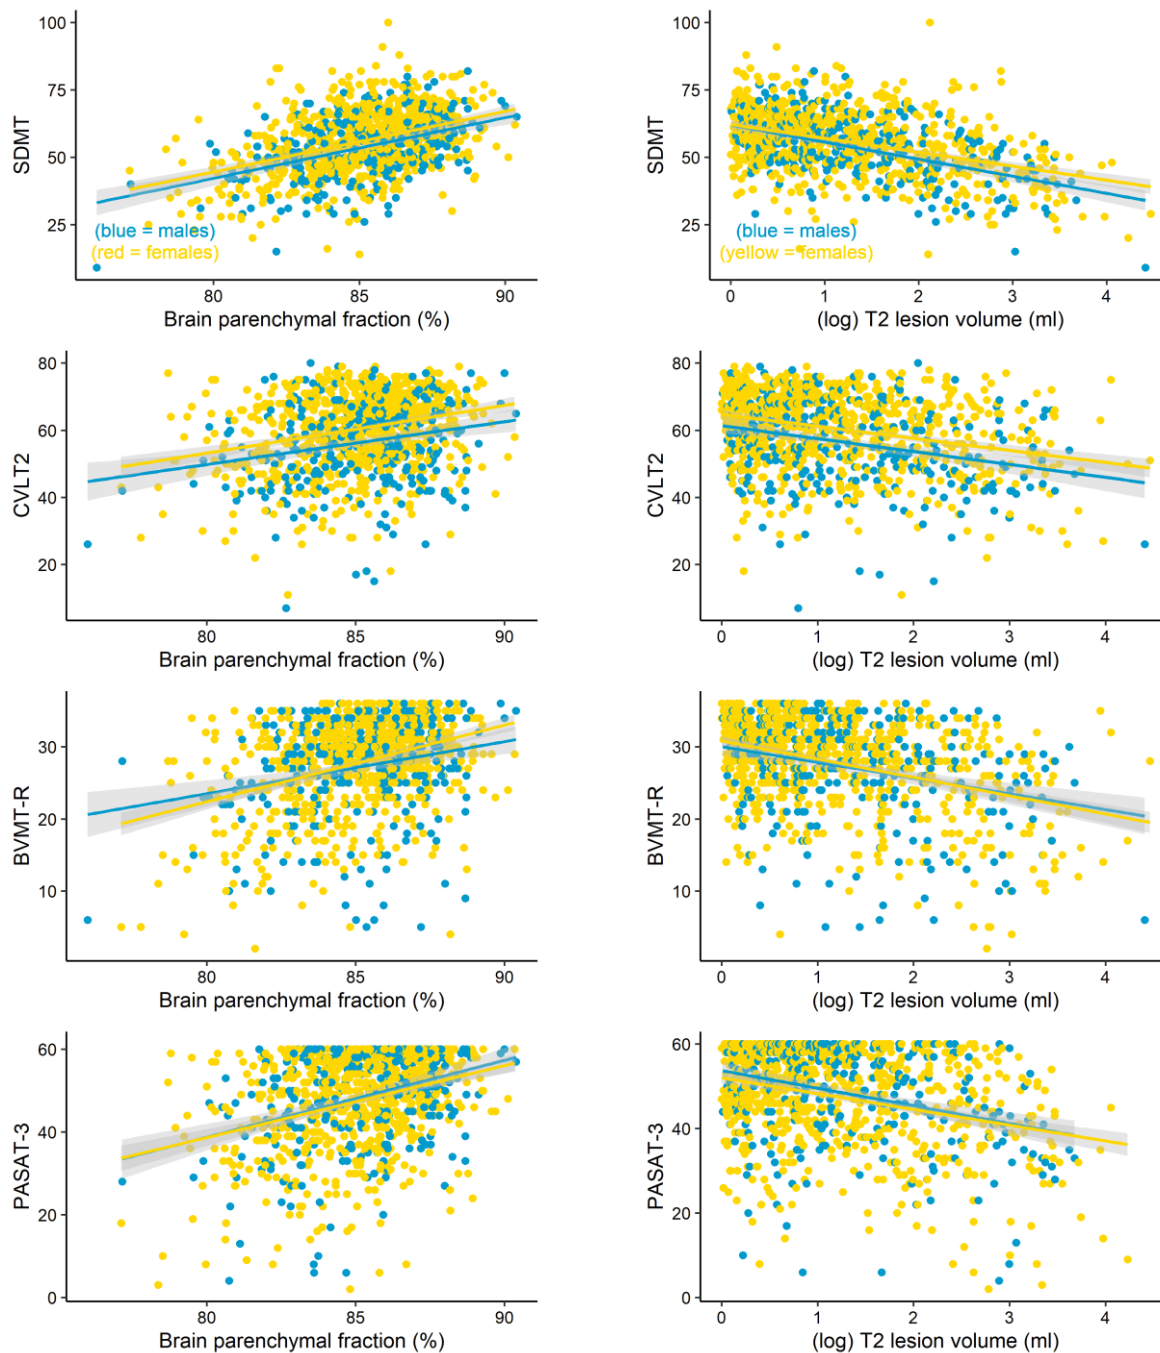 100
75
50
25
SDMT
(blue = males)
(red = females)
80 85 90
Brain parenchymal fraction (%)
SDMT
100
75
50
25
(blue = males)
(yellow = females)
0 1 2 3 4
(log) T2 lesion volume (ml)
80
60
40
20
CVLT2
80 85 90
Brain parenchymal fraction (%)
80
60
40
20
CVLT2
0 1 2 3 4
(log) T2 lesion volume (ml)
30
20
10
BVMT-R
80 85 90
Brain parenchymal fraction (%)
30
20
10
BVMT-R
0 1 2 3 4
(log) T2 lesion volume (ml)
60
40
20
0
PASAT-3
80 85 90
Brain parenchymal fraction (%)
60
40
20
0
PASAT-3
0 1 2 3 4
(log) T2 lesion volume (ml)